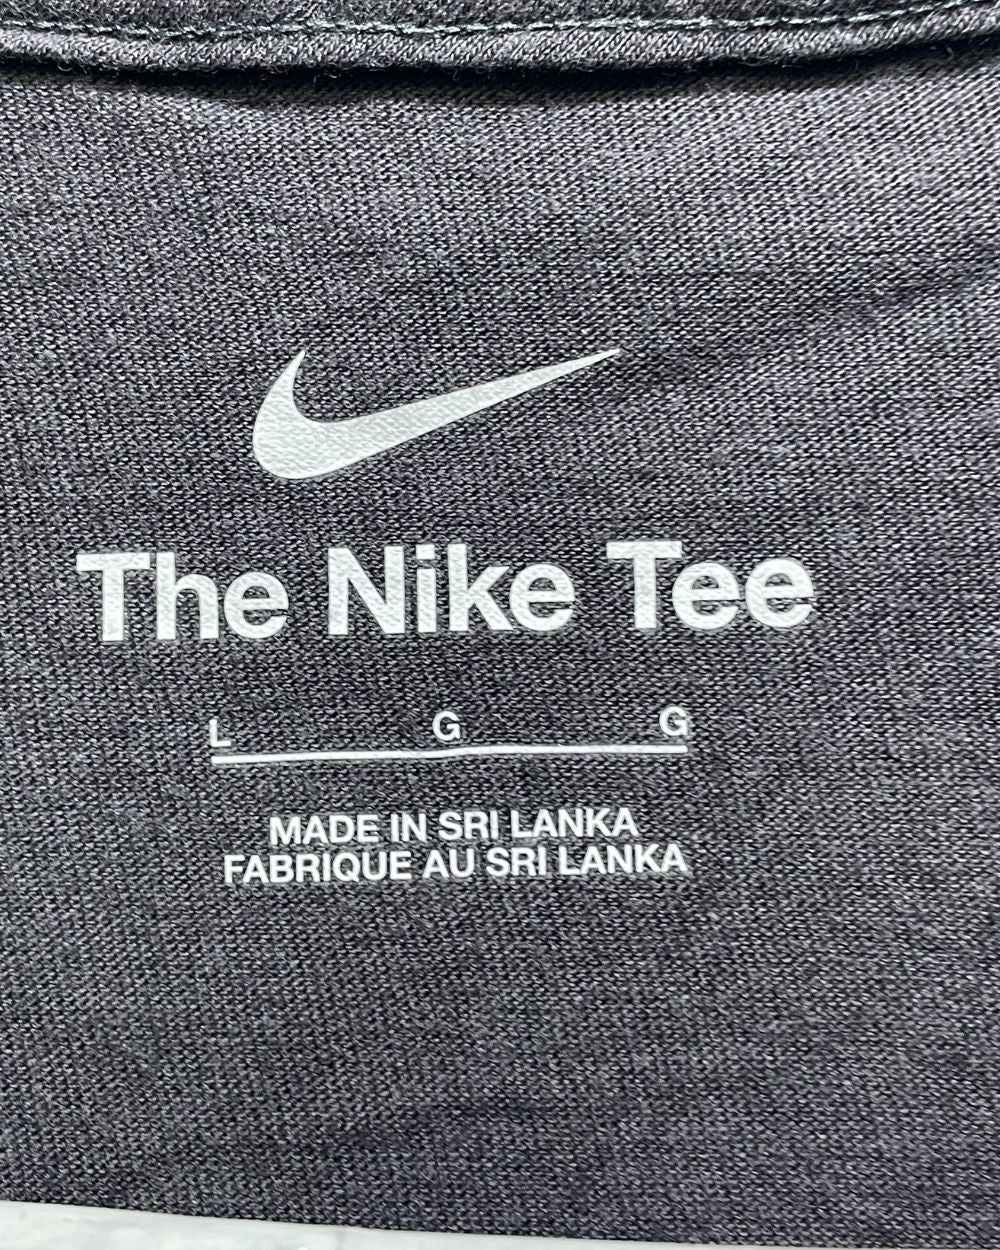 The Nike Tee
L G G
MADE IN SRI LANKA
FABRIQUE AU SRI LANKA